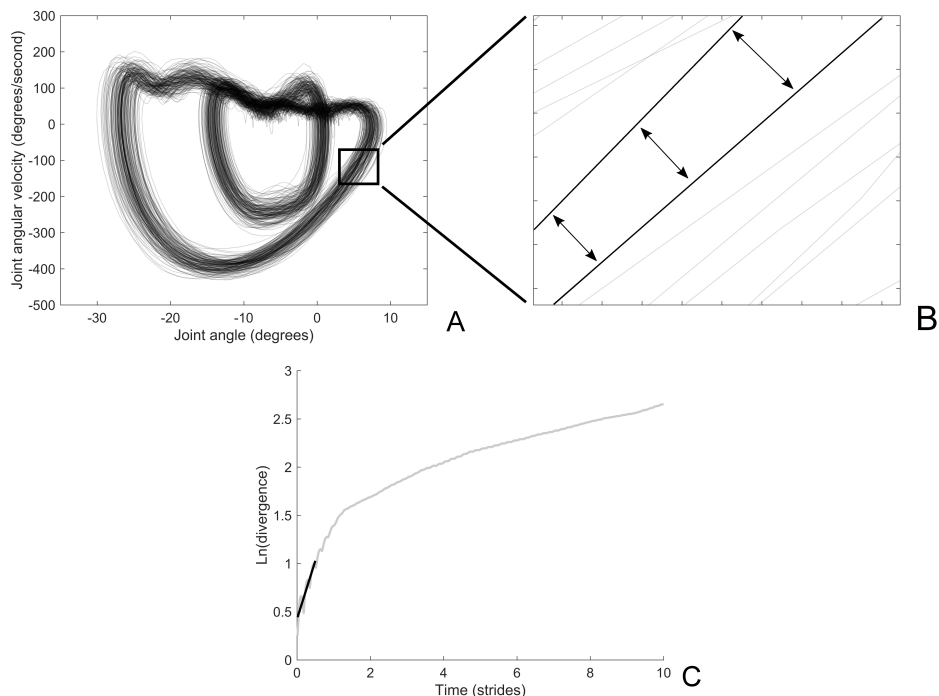 300
200
100
0
-100
-200
-300
-400
-500
Joint angular velocity (degrees/second)
-30 -20 -10 0 10
Joint angle (degrees)
A
B
3
2.5
2
1.5
1
0.5
0
Ln(divergence)
0 2 4 6 8 10
Time (strides)
C